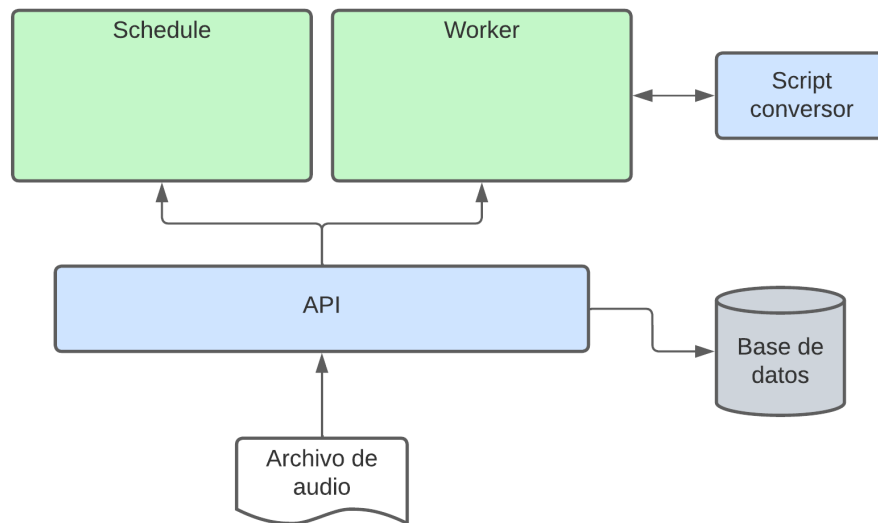 Schedule
Worker
Script
conversor
API
Base de
datos
Archivo de
audio